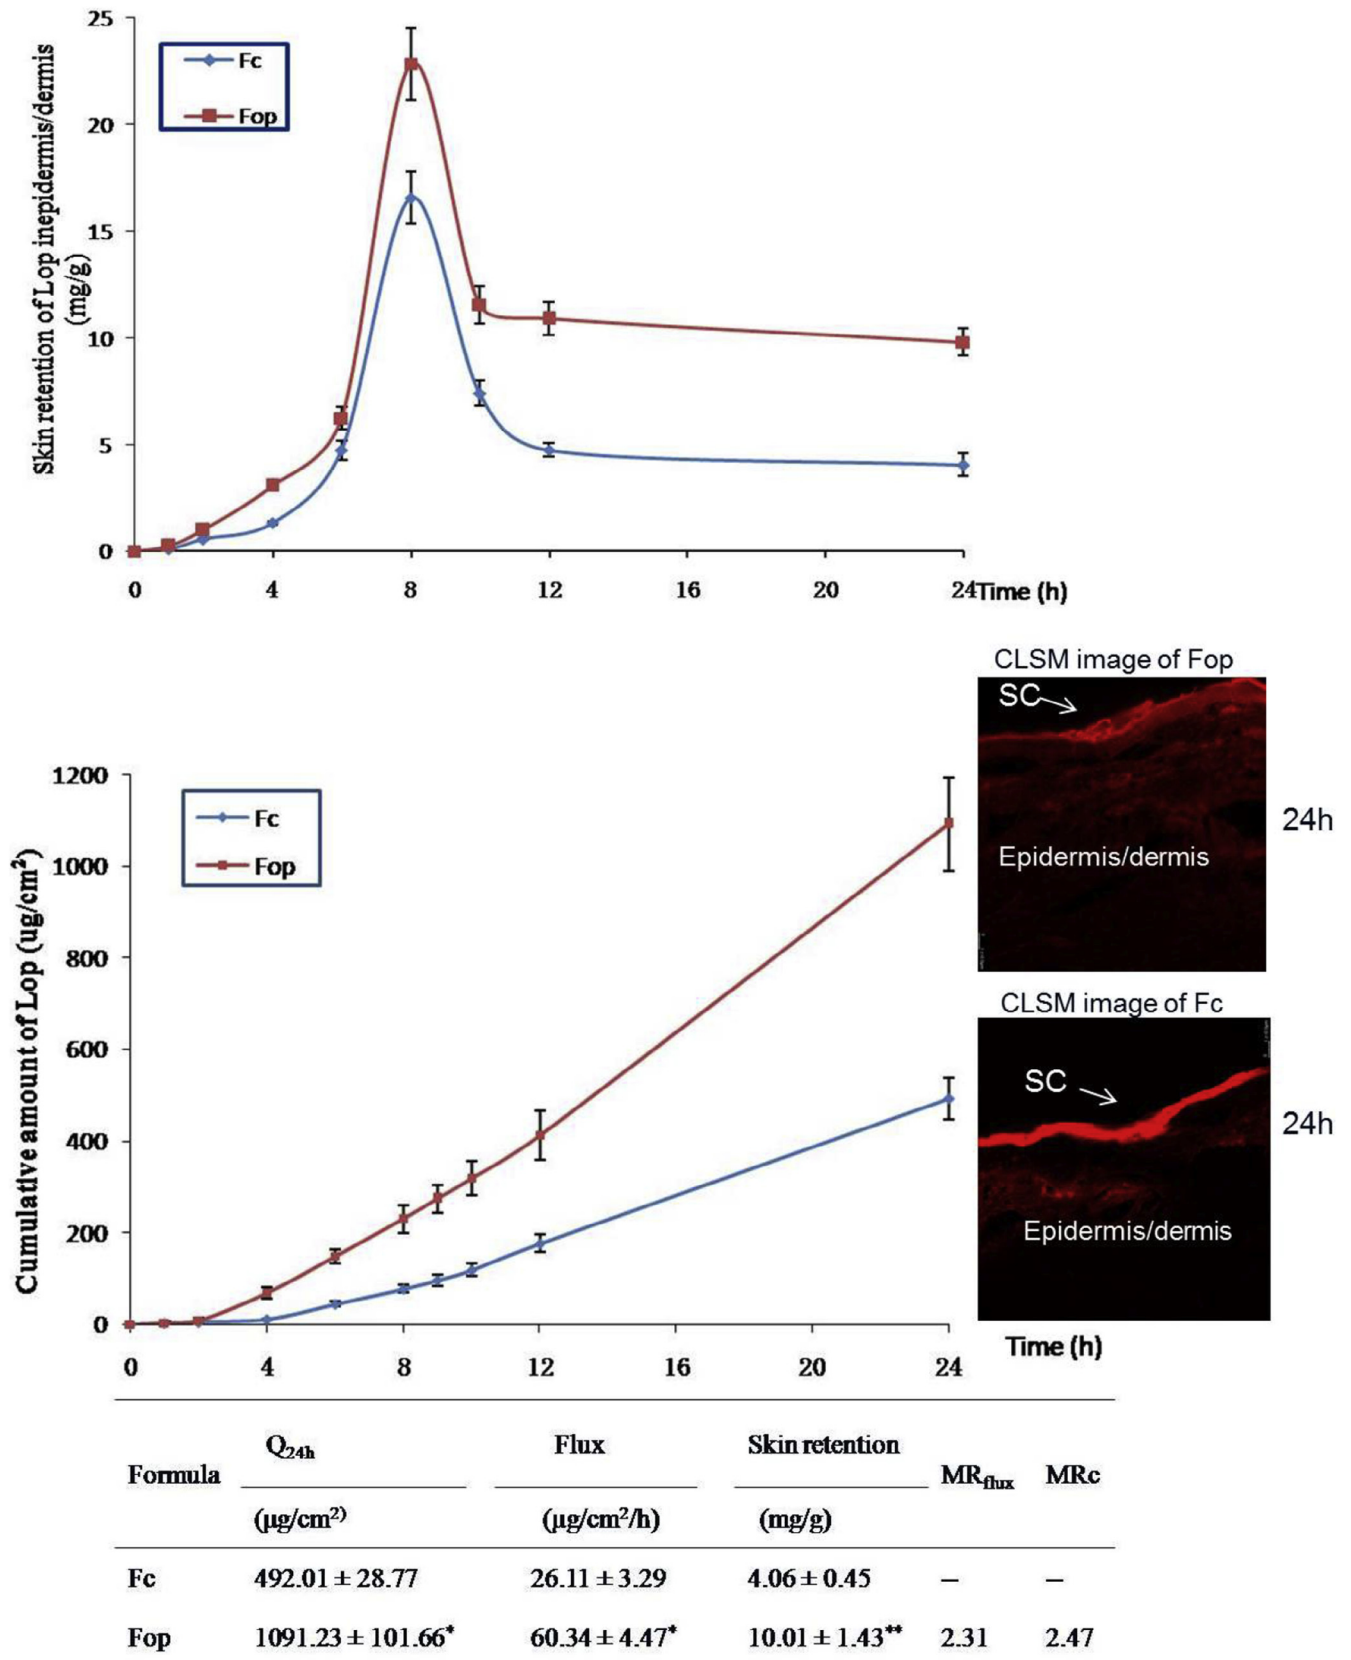 25
20
15
10
5
0
Skin retention of Lop inepidermis/dermis
(mg/g)
Fc
Fop
0 4 8 12 16 20 24 Time (h)
CLSM image of Fop
SC
Epidermis/dermis
24h
1200
1000
800
600
400
200
0
Cumulative amount of Lop (ug/cm²)
Fc
Fop
CLSM image of Fc
SC
Epidermis/dermis
24h
Time (h)
0 4 8 12 16 20 24
Formula Q24h Flux Skin retention MRflux MRc
(μg/cm²) (μg/cm²/h) (mg/g)
Fc 492.01 ± 28.77 26.11 ± 3.29 4.06 ± 0.45 – –
Fop 1091.23 ± 101.66* 60.34 ± 4.47* 10.01 ± 1.43** 2.31 2.47